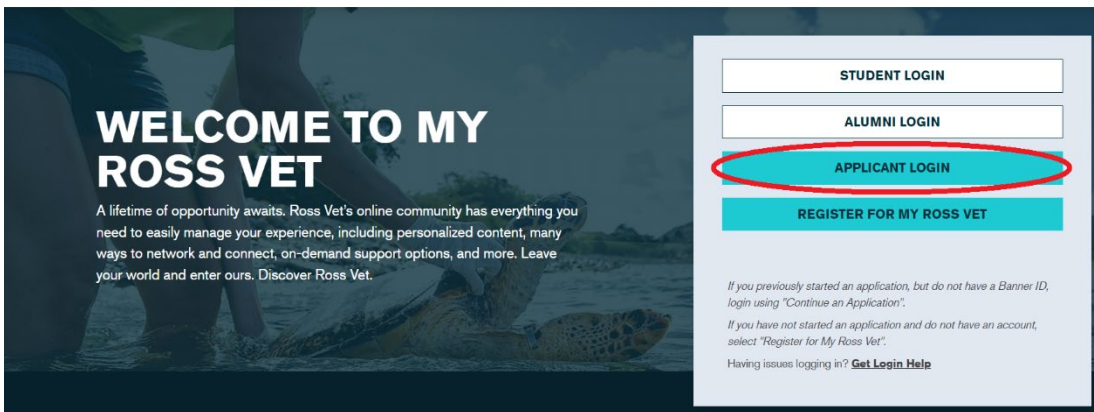 WELCOME TO MY
ROSS VET
A lifetime of opportunity awaits. Ross Vet's online community has everything you
need to easily manage your experience, including personalized content, many
ways to network and connect, on-demand support options, and more. Leave
your world and enter ours. Discover Ross Vet.
STUDENT LOGIN
ALUMNI LOGIN
APPLICANT LOGIN
REGISTER FOR MY ROSS VET
If you previously started an application, but do not have a Banner ID,
login using "Continue an Application".
If you have not started an application and do not have an account,
select "Register for My Ross Vet".
Having issues logging in? Get Login Help